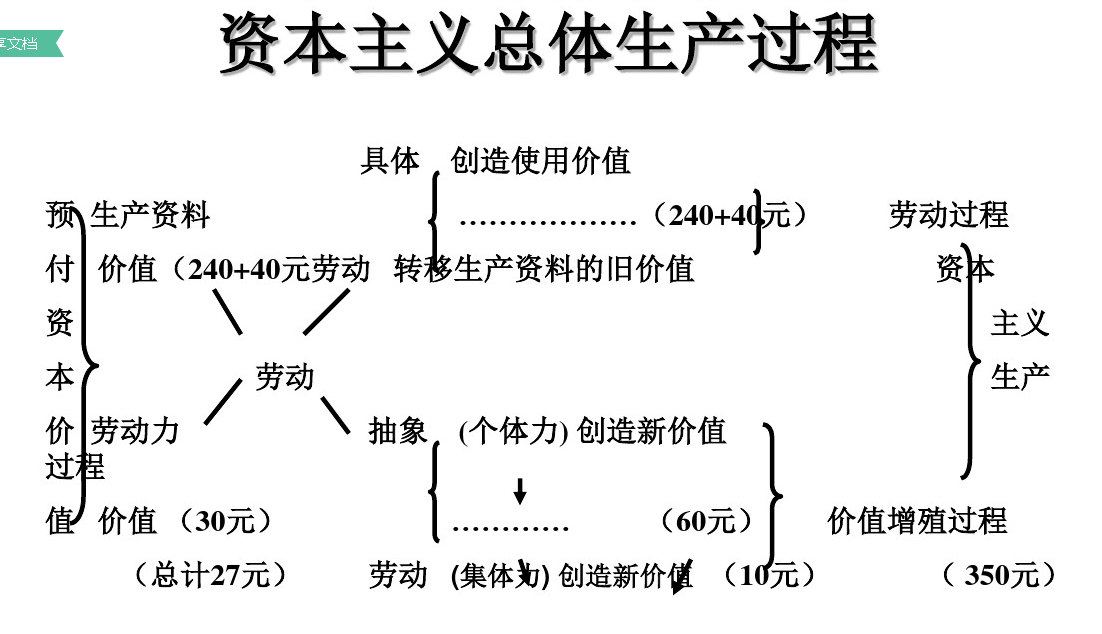 享文档
资本主义总体生产过程
具体 创造使用价值
预 生产资料 ………………（240+40元） 劳动过程
付 价值（240+40元劳动 转移生产资料的旧价值 资本
资 主义
本 劳动 生产
价 劳动力 抽象 (个体力) 创造新价值
过程
值 价值 （30元） ………… （60元） 价值增殖过程
（总计27元） 劳动 (集体力) 创造新价值 （10元） （ 350元）